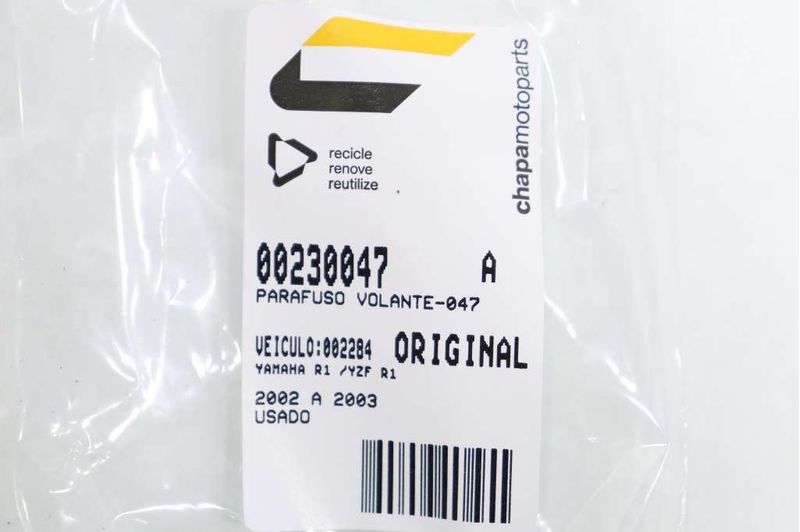 chapamotoparts
recicle
renove
reutilize
00230047 A
PARAFUSO VOLANTE-047
VEICULO:002284 ORIGINAL
YAMAHA R1 /YZF R1
2002 A 2003
USADO